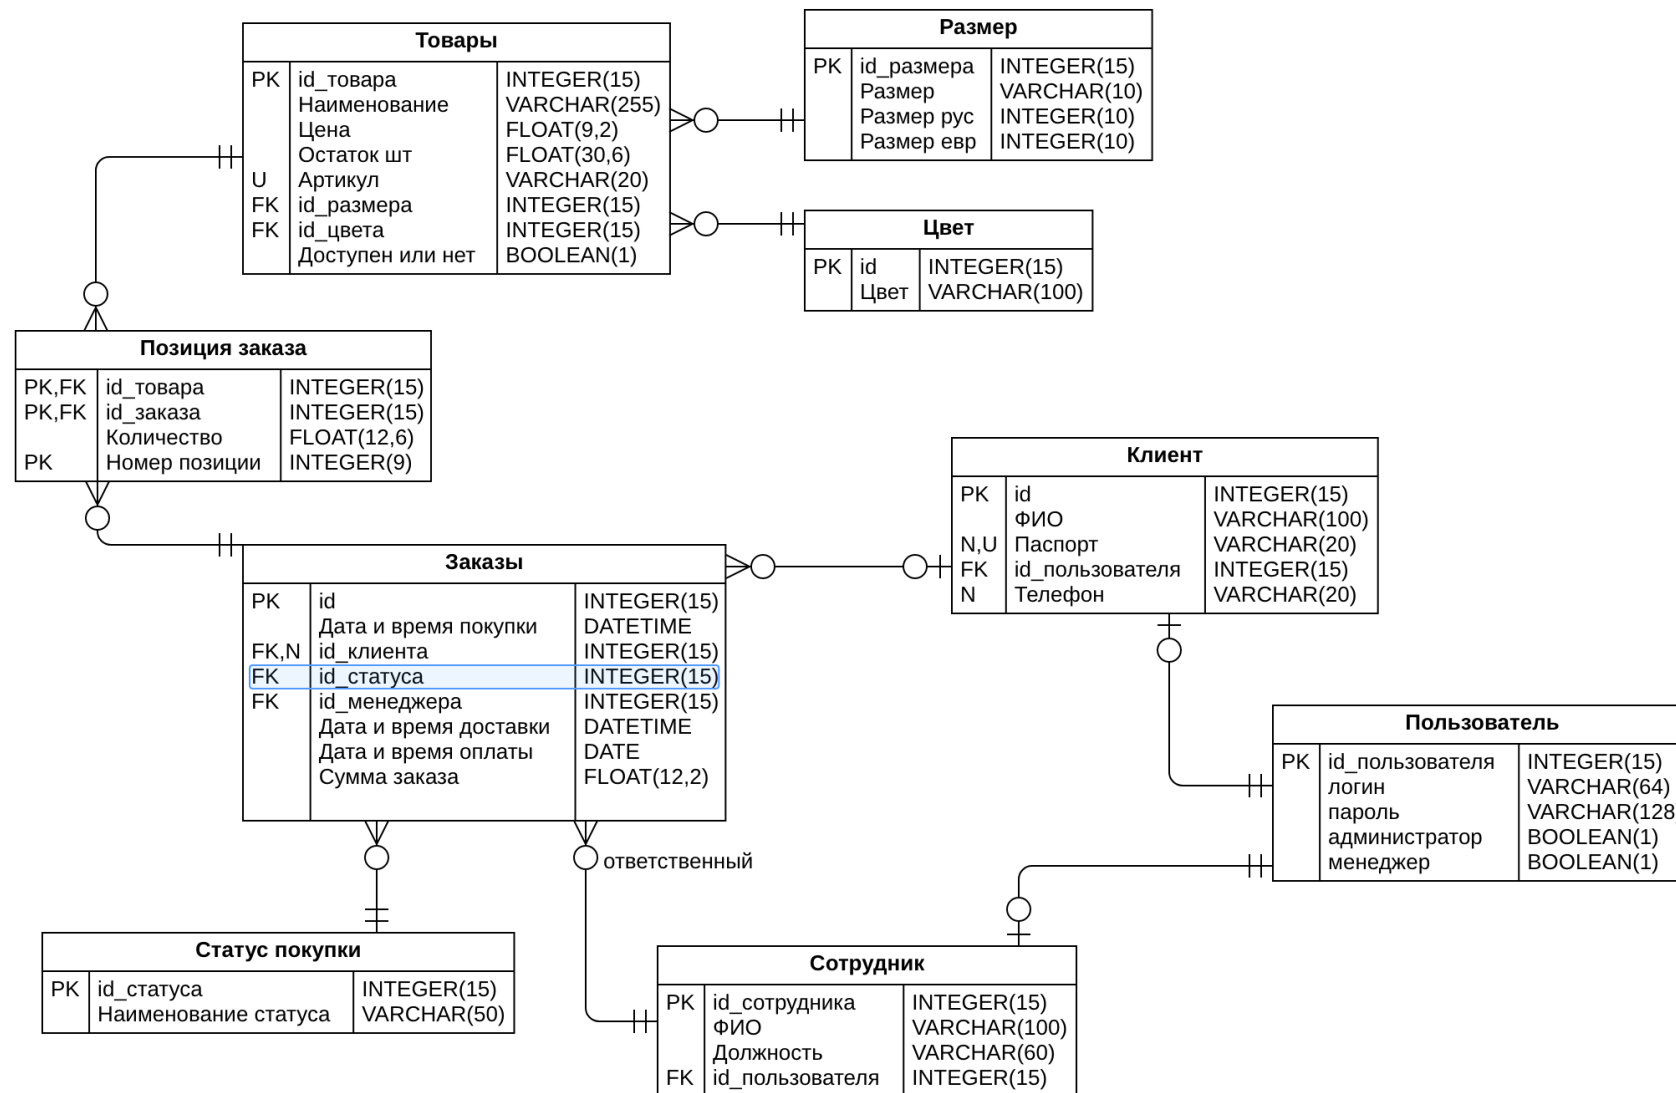 Товары
PK id_товара INTEGER(15)
Наименование VARCHAR(255)
Цена FLOAT(9,2)
Остаток шт FLOAT(30,6)
U Артикул VARCHAR(20)
FK id_размера INTEGER(15)
FK id_цвета INTEGER(15)
Доступен или нет BOOLEAN(1)
Размер
PK id_размера INTEGER(15)
Размер VARCHAR(10)
Размер рус INTEGER(10)
Размер евр INTEGER(10)
Цвет
PK id INTEGER(15)
Цвет VARCHAR(100)
Позиция заказа
PK,FK id_товара INTEGER(15)
PK,FK id_заказа INTEGER(15)
Количество FLOAT(12,6)
PK Номер позиции INTEGER(9)
Клиент
PK id INTEGER(15)
ФИО VARCHAR(100)
N,U Паспорт VARCHAR(20)
FK id_пользователя INTEGER(15)
N Телефон VARCHAR(20)
Заказы
PK id INTEGER(15)
Дата и время покупки DATETIME
FK,N id_клиента INTEGER(15)
FK id_статуса INTEGER(15)
FK id_менеджера INTEGER(15)
Дата и время доставки DATETIME
Дата и время оплаты DATE
Сумма заказа FLOAT(12,2)
Пользователь
PK id_пользователя INTEGER(15)
логин VARCHAR(64)
пароль VARCHAR(128
администратор BOOLEAN(1)
менеджер BOOLEAN(1)
ответственный
Статус покупки
PK id_статуса INTEGER(15)
Наименование статуса VARCHAR(50)
Сотрудник
PK id_сотрудника INTEGER(15)
ФИО VARCHAR(100)
Должность VARCHAR(60)
FK id_пользователя INTEGER(15)